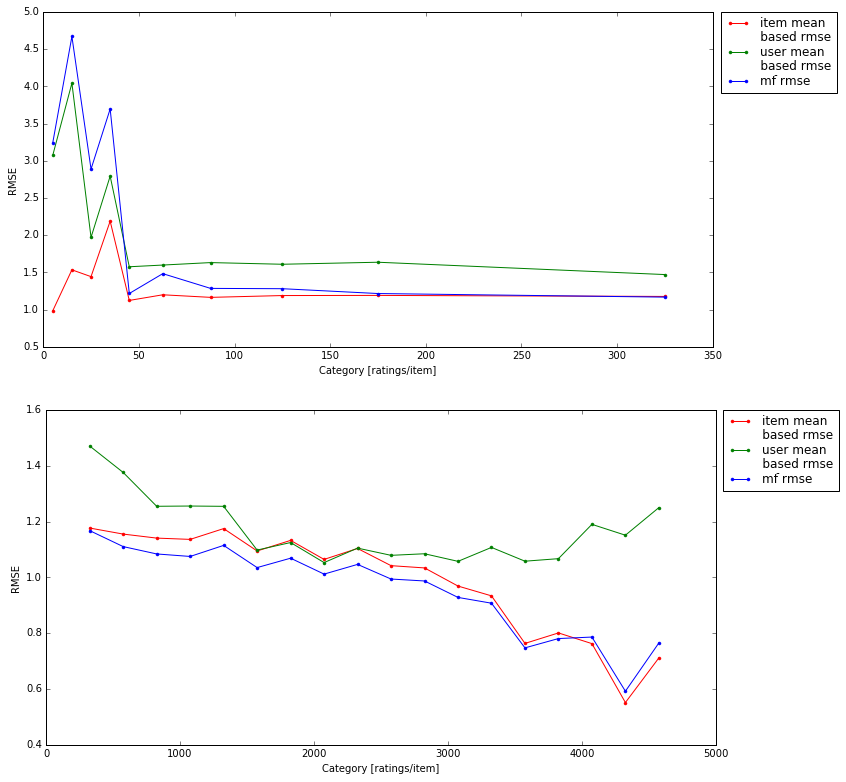 5.0
4.5
4.0
3.5
3.0
2.5
2.0
1.5
1.0
0.5
RMSE
0 50 100 150 200 250 300 350
Category [ratings/item]
item mean
based rmse
user mean
based rmse
mf rmse
1.6
1.4
1.2
1.0
0.8
0.6
0.4
RMSE
0 1000 2000 3000 4000 5000
Category [ratings/item]
item mean
based rmse
user mean
based rmse
mf rmse